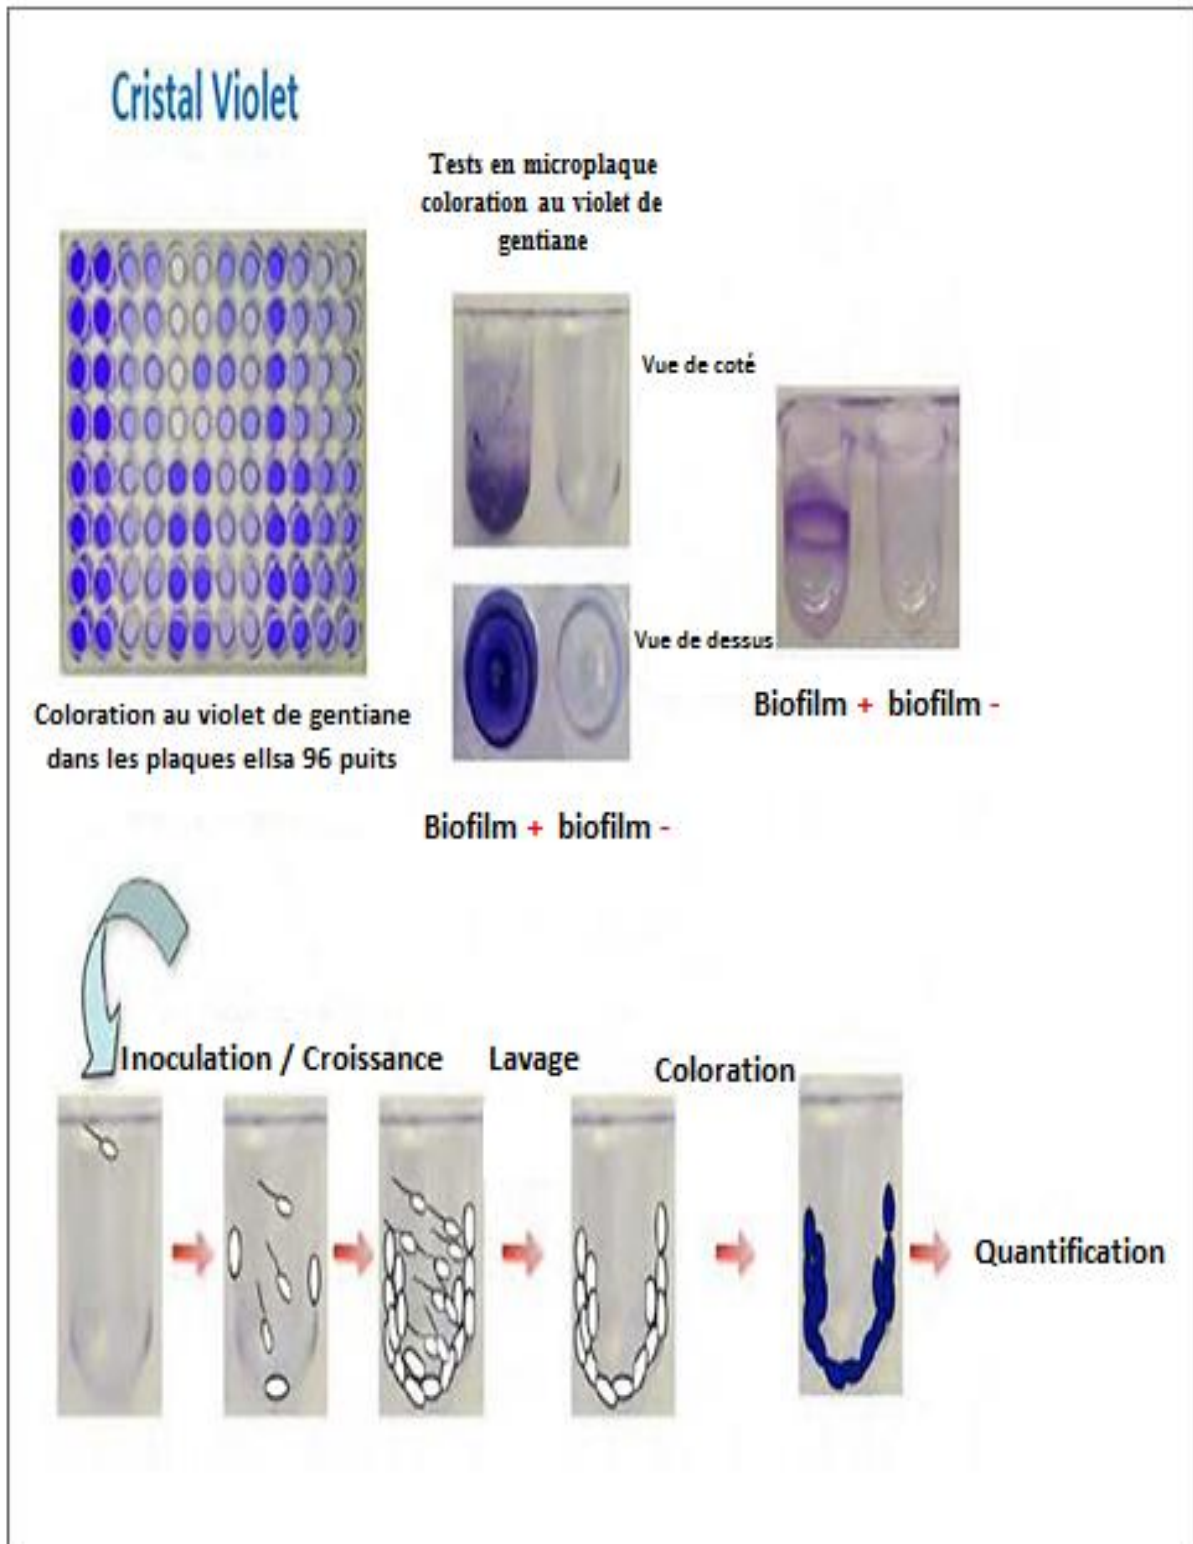 Cristal Violet
Tests en microplaque
coloration au violet de
gentiane
Vue de coté
Vue de dessus
Biofilm + biofilm -
Coloration au violet de gentiane
dans les plaques ellsa 96 puits
Biofilm + biofilm -
Inoculation / Croissance
Lavage
Coloration
Quantification